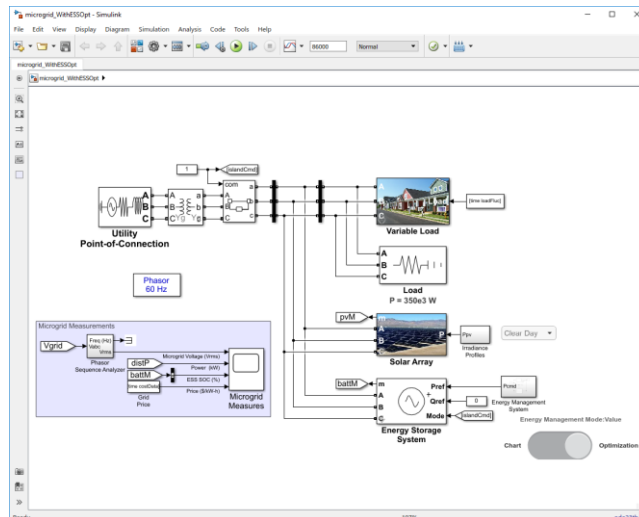 microgrid_WithESSOpt - Simulink
File Edit View Display Diagram Simulation Analysis Code Tools Help
86000
Normal
microgrid_WithESSOpt
microgrid_WithESSOpt
1
[islandCmd]
com
A
B
C
A
B
C
Yg
Yg
a
b
c
A
B
C
a
b
c
Utility
Point-of-Connection
A
B
C
Variable Load
[time loadFluc]
A
B
C
Load
P = 350e3 W
Phasor
60 Hz
Microgrid Measurements
Vgrid
Freq (Hz)
Vabc
Vrms
Phasor
Sequence Analyzer
distP
battM
Grid
Price
Microgrid Voltage (Vrms)
Power (kW)
ESS SOC (%)
Price ($/kW-h)
Microgrid
Measures
pvM
m
A
B
C
P
Solar Array
Ppv
Irradiance
Profiles
Clear Day
battM
m
A
B
C
Pref
Qref
Mode
Energy Storage
System
Pcmd
Energy Management
System
0
[islandCmd]
Energy Management Mode:Value
Chart
Optimization
Ready